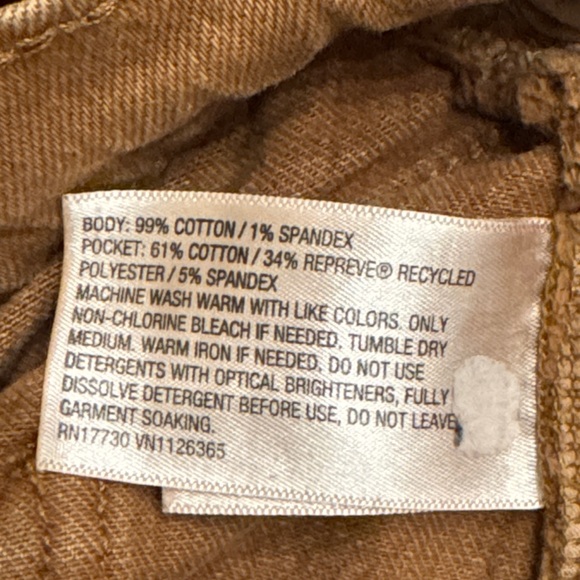 BODY: 99% COTTON / 1% SPANDEX
POCKET: 61% COTTON / 34% REPREVE® RECYCLED
POLYESTER / 5% SPANDEX
MACHINE WASH WARM WITH LIKE COLORS. ONLY
NON-CHLORINE BLEACH IF NEEDED. TUMBLE DRY
MEDIUM. WARM IRON IF NEEDED. DO NOT USE
DETERGENTS WITH OPTICAL BRIGHTENERS, FULLY
DISSOLVE DETERGENT BEFORE USE, DO NOT LEAVE
GARMENT SOAKING.
RN17730 VN1126365